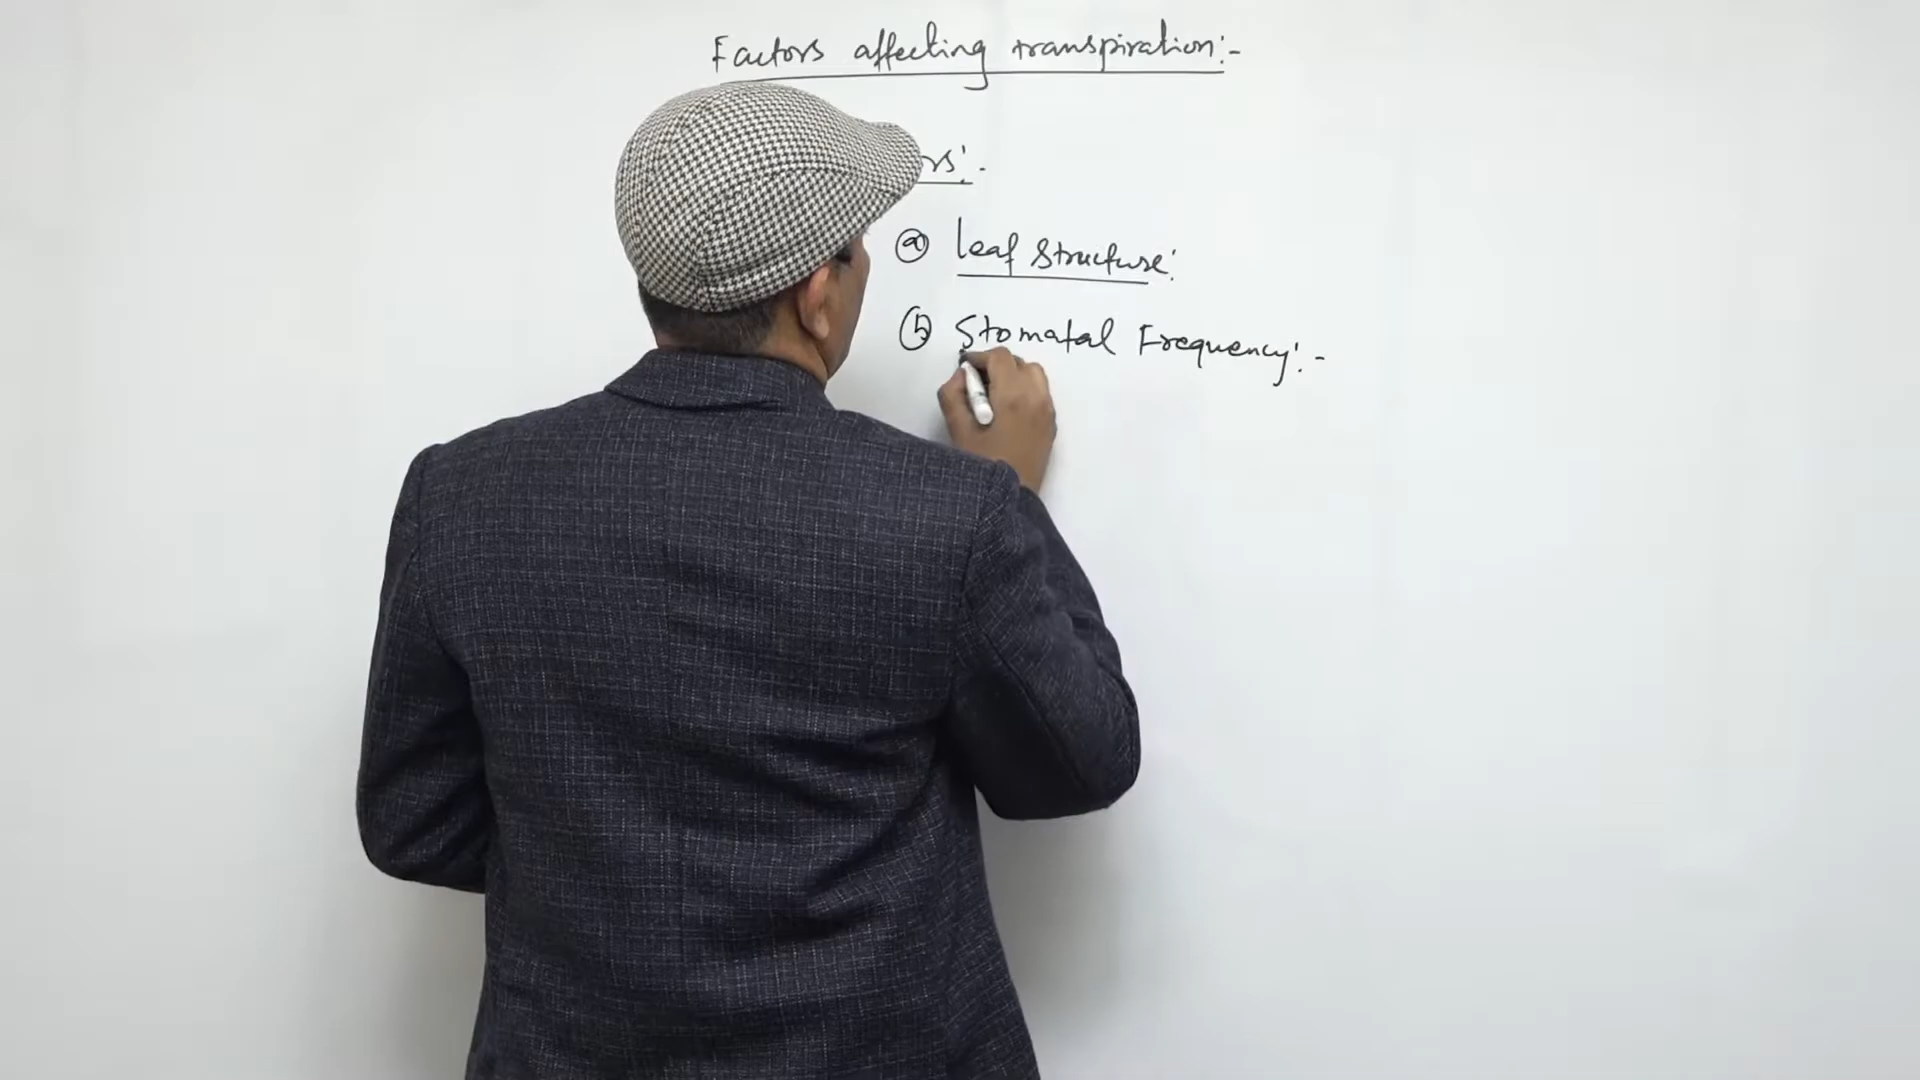 Factors affecting transpiration:-
rs:-
(a) Leaf Structure:
(b) Stomatal Frequency:-